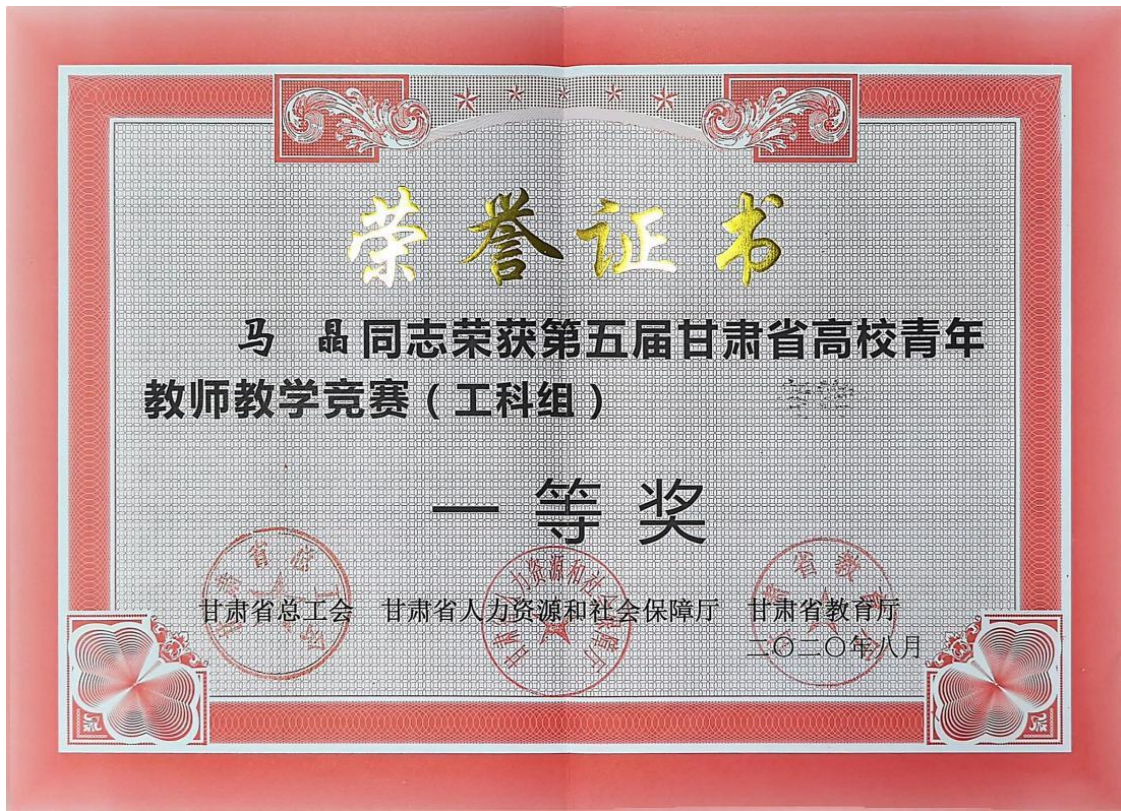 荣誉证书
马 晶同志荣获第五届甘肃省高校青年
教师教学竞赛（工科组）
一等奖
甘肃省总工会 甘肃省人力资源和社会保障厅 甘肃省教育厅
二〇二〇年八月